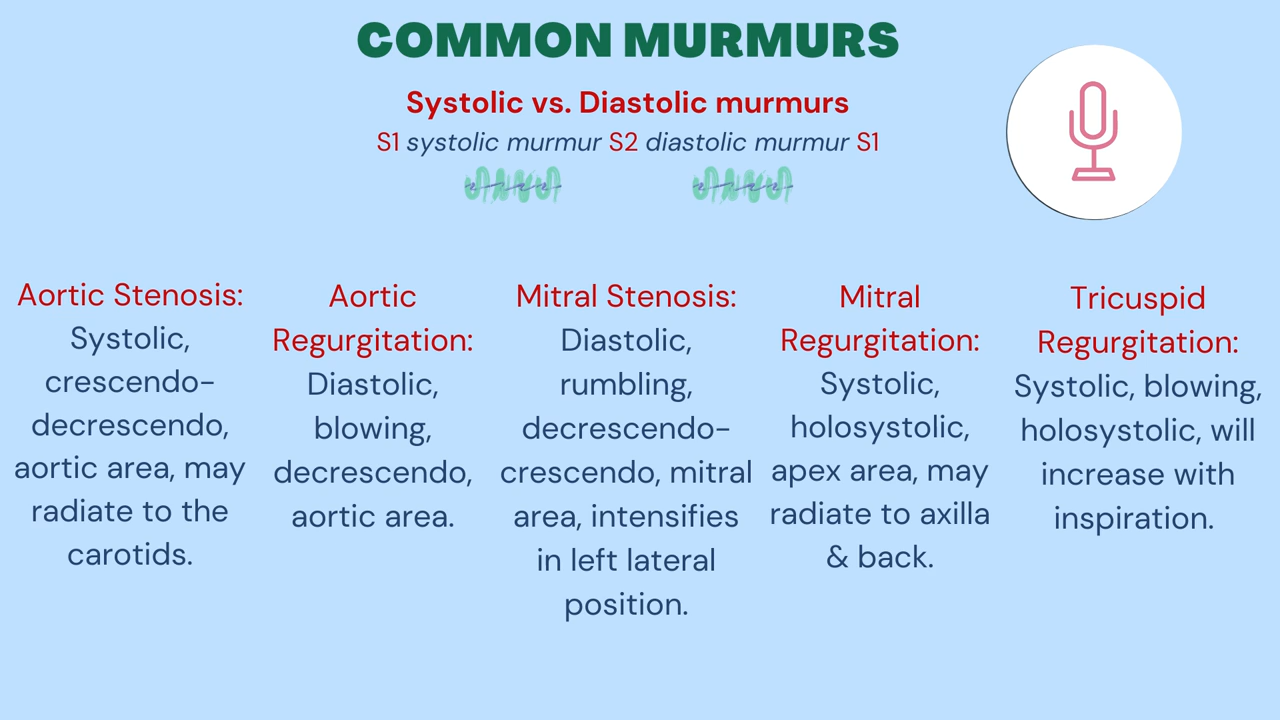 COMMON MURMURS
Systolic vs. Diastolic murmurs
S1 systolic murmur S2 diastolic murmur S1
Aortic Stenosis:
Systolic,
crescendo-
decrescendo,
aortic area, may
radiate to the
carotids.
Aortic
Regurgitation:
Diastolic,
blowing,
decrescendo,
aortic area.
Mitral Stenosis:
Diastolic,
rumbling,
decrescendo-
crescendo, mitral
area, intensifies
in left lateral
position.
Mitral
Regurgitation:
Systolic,
holosystolic,
apex area, may
radiate to axilla
& back.
Tricuspid
Regurgitation:
Systolic, blowing,
holosystolic, will
increase with
inspiration.